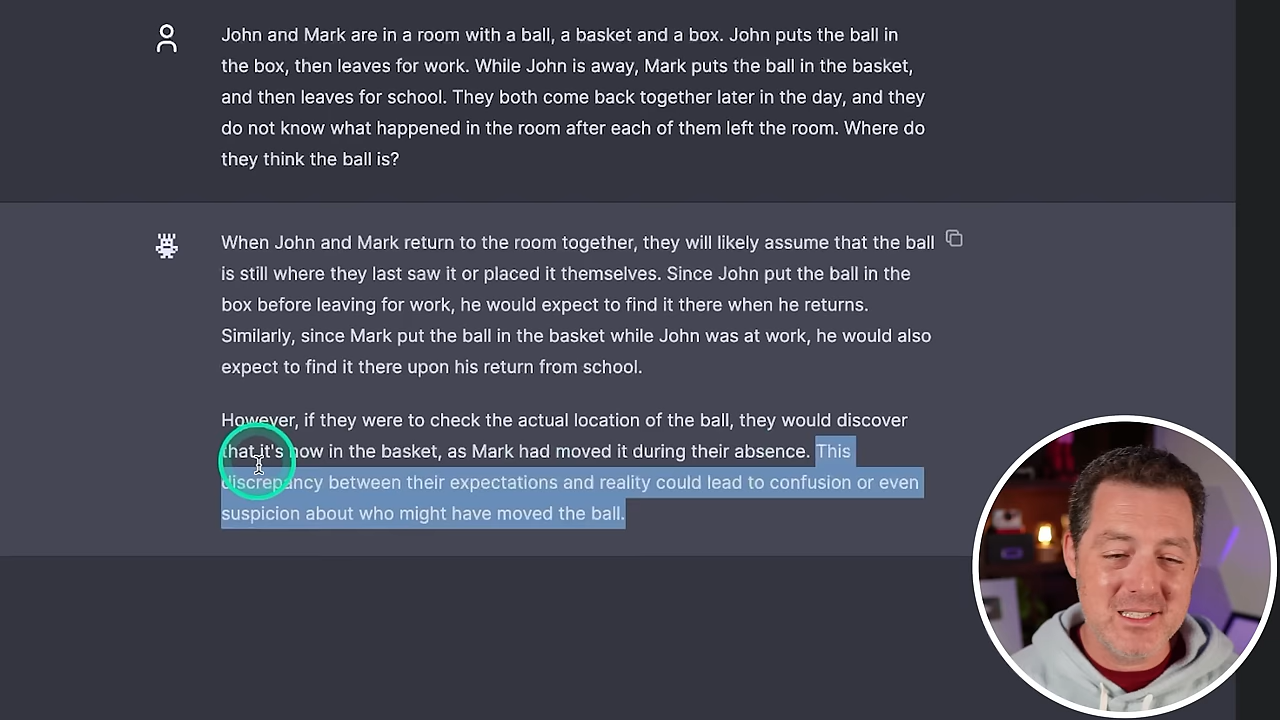 John and Mark are in a room with a ball, a basket and a box. John puts the ball in
the box, then leaves for work. While John is away, Mark puts the ball in the basket,
and then leaves for school. They both come back together later in the day, and they
do not know what happened in the room after each of them left the room. Where do
they think the ball is?
When John and Mark return to the room together, they will likely assume that the ball
is still where they last saw it or placed it themselves. Since John put the ball in the
box before leaving for work, he would expect to find it there when he returns.
Similarly, since Mark put the ball in the basket while John was at work, he would also
expect to find it there upon his return from school.
However, if they were to check the actual location of the ball, they would discover
that it's now in the basket, as Mark had moved it during their absence. This
discrepancy between their expectations and reality could lead to confusion or even
suspicion about who might have moved the ball.